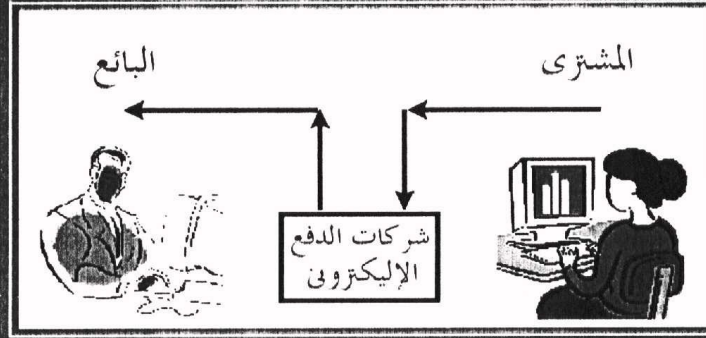 المشترى
البائع
شركات الدفع
الإليكترونى